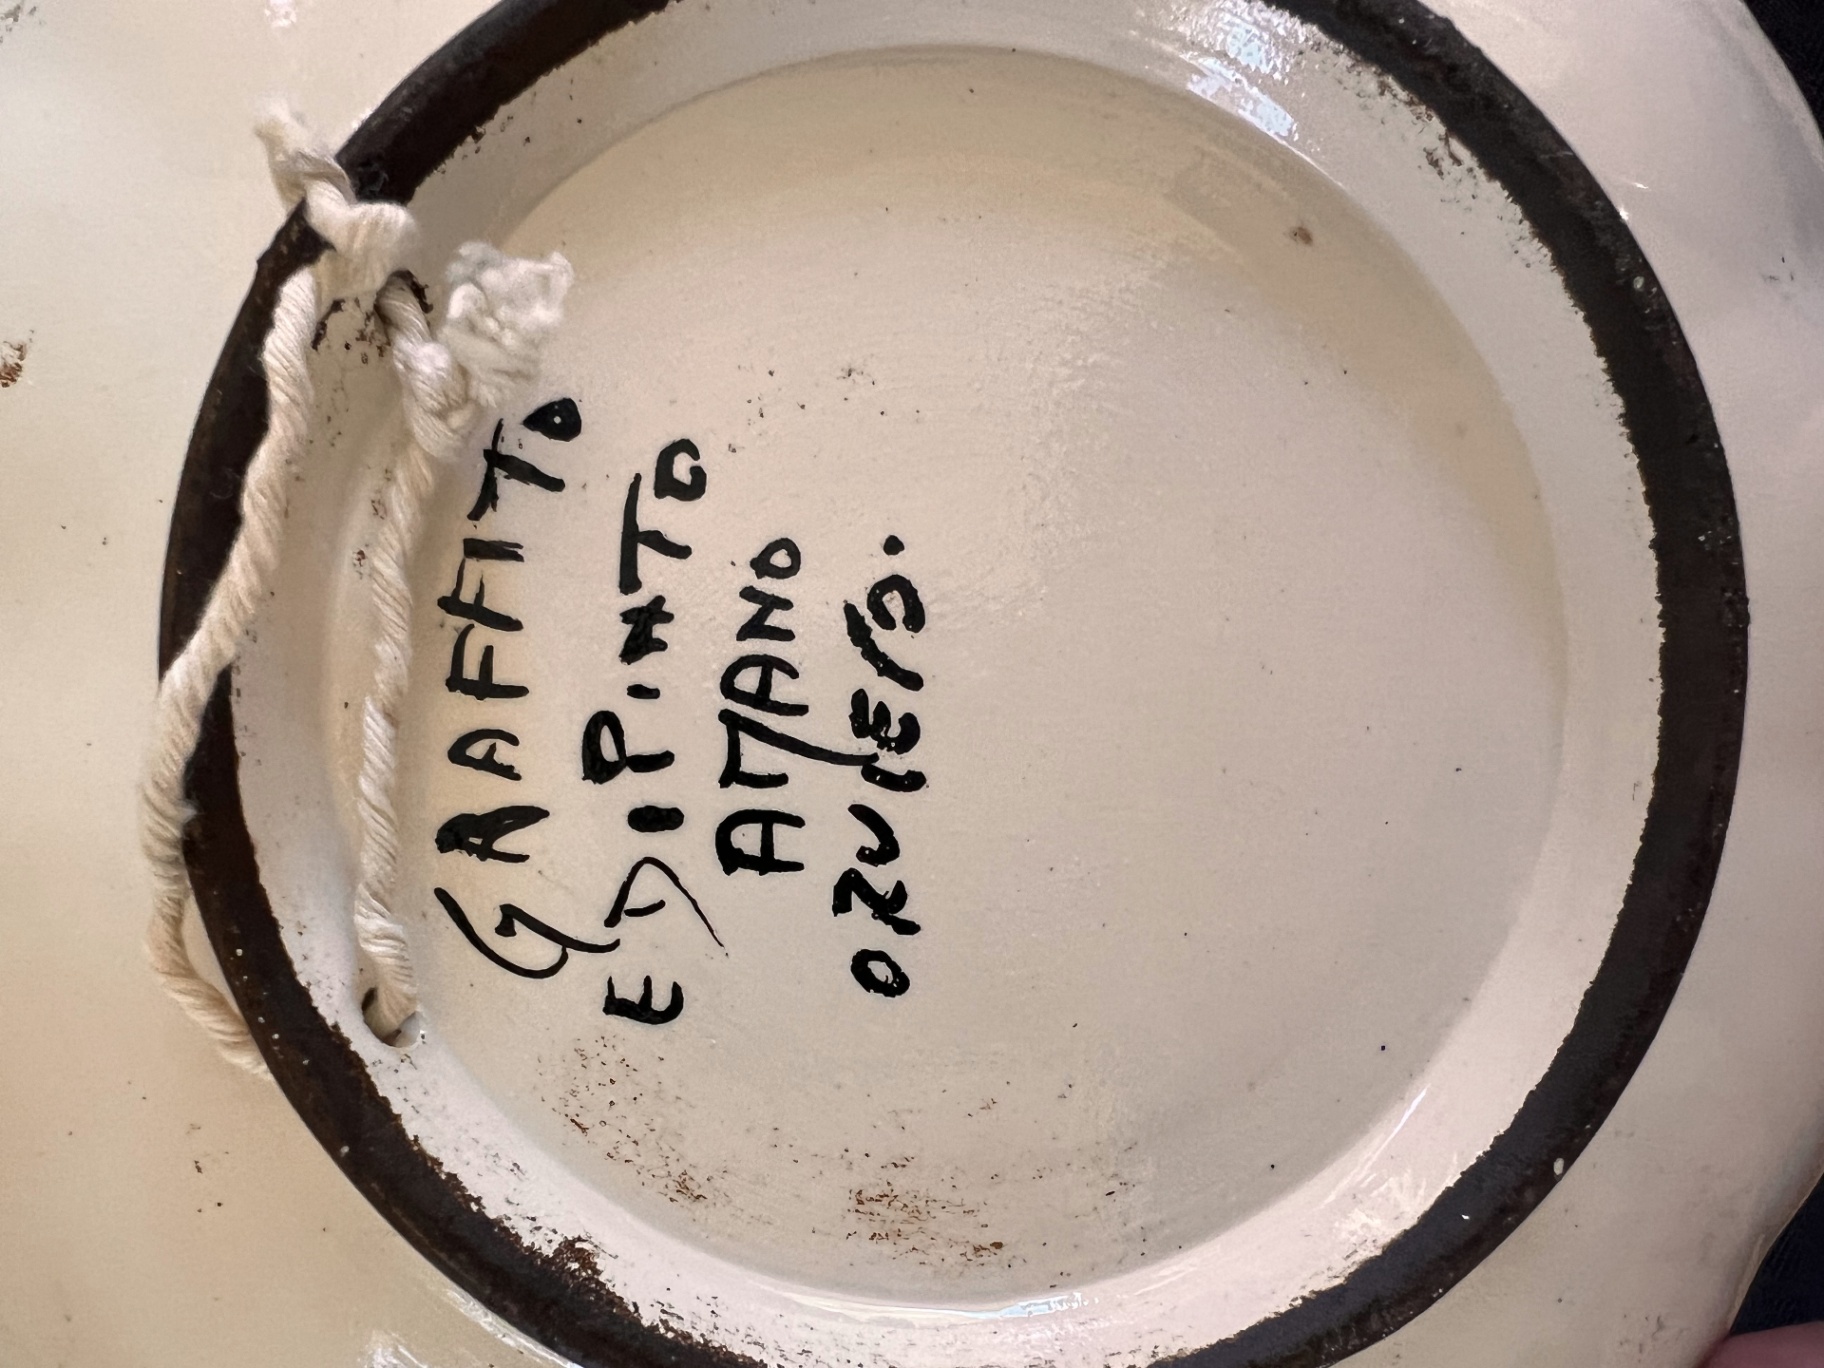 GRAFFITO
E DIPINTO
A MANO
ORVIETO.